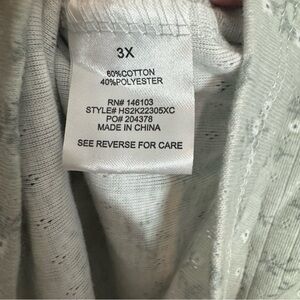 3X
60%COTTON
40%POLYESTER
RN# 146103
STYLE# HS2K22305XC
PO# 204378
MADE IN CHINA
SEE REVERSE FOR CARE